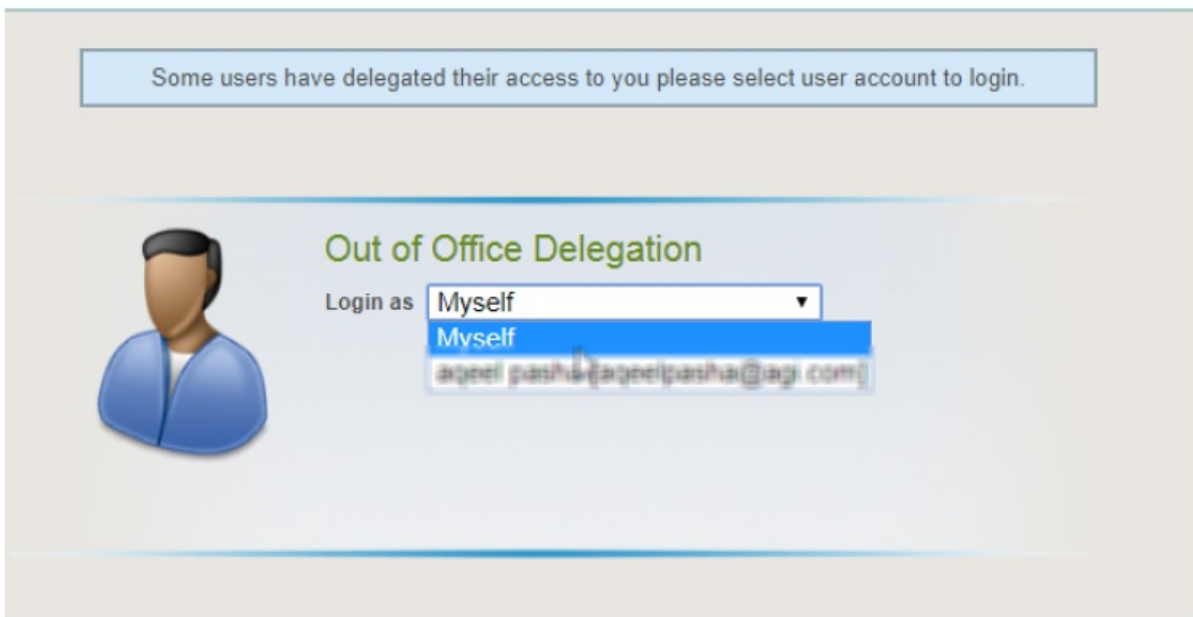 Some users have delegated their access to you please select user account to login.
Out of Office Delegation
Login as Myself
Myself